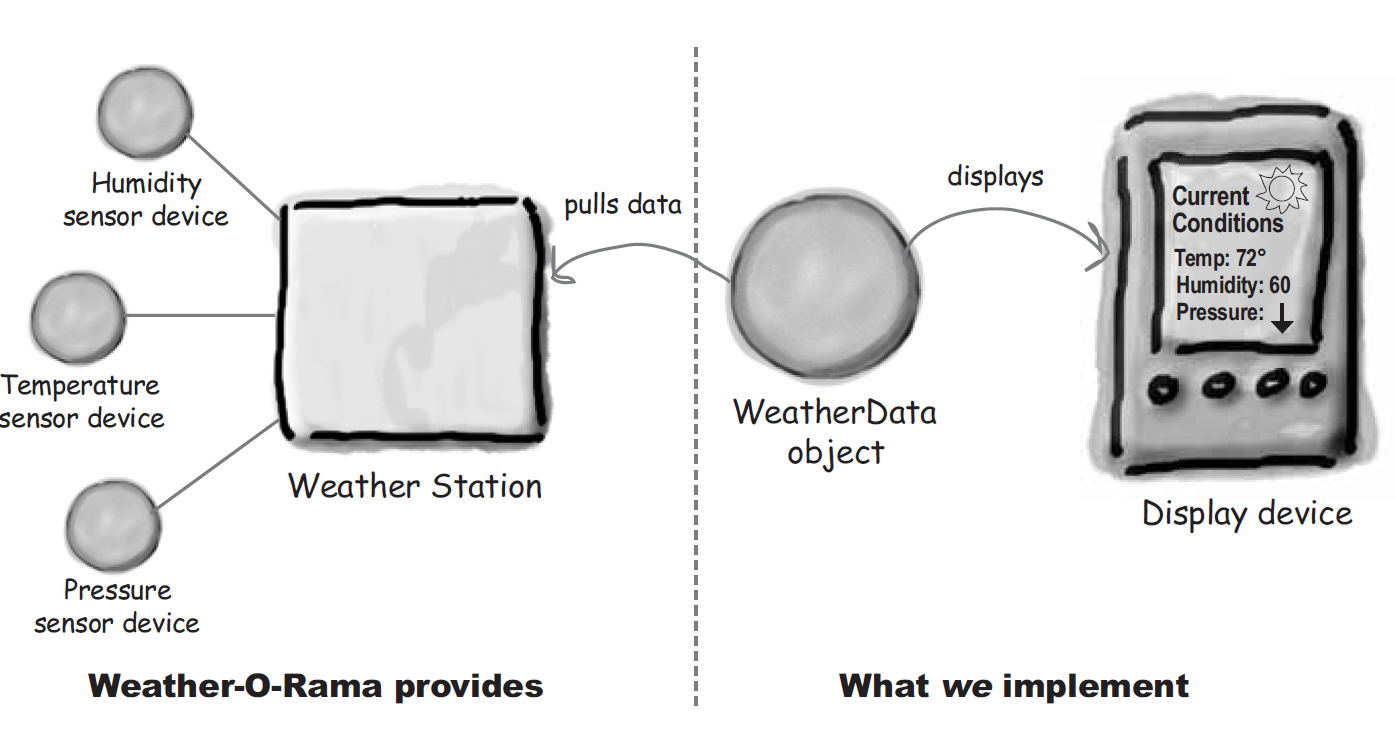 Humidity
sensor device
Temperature
sensor device
Pressure
sensor device
Weather Station
pulls data
WeatherData
object
displays
Current
Conditions
Temp: 72°
Humidity: 60
Pressure:
Display device
Weather-O-Rama provides
What we implement